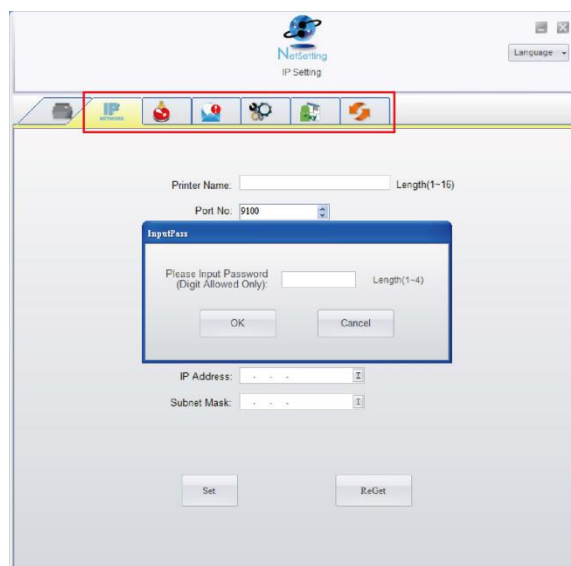 NetSetting
IP Setting
Language
IP
NETWORK
Printer Name:
Length(1~16)
Port No: 9100
InputPass
Please Input Password
(Digit Allowed Only):
Length(1~4)
OK
Cancel
IP Address: . . .
Subnet Mask: . . .
Set
ReGet